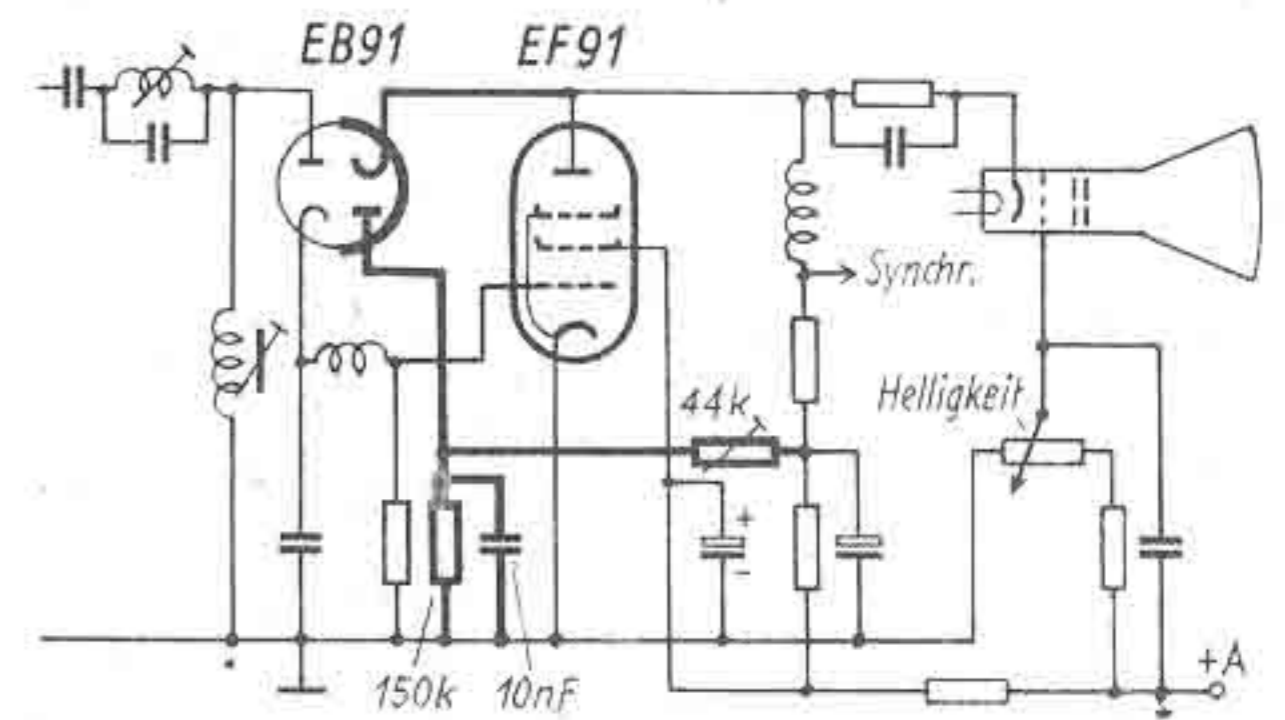 EB91
EF91
Synchr.
44k
Helligkeit
+
-
150k
10nF
+A